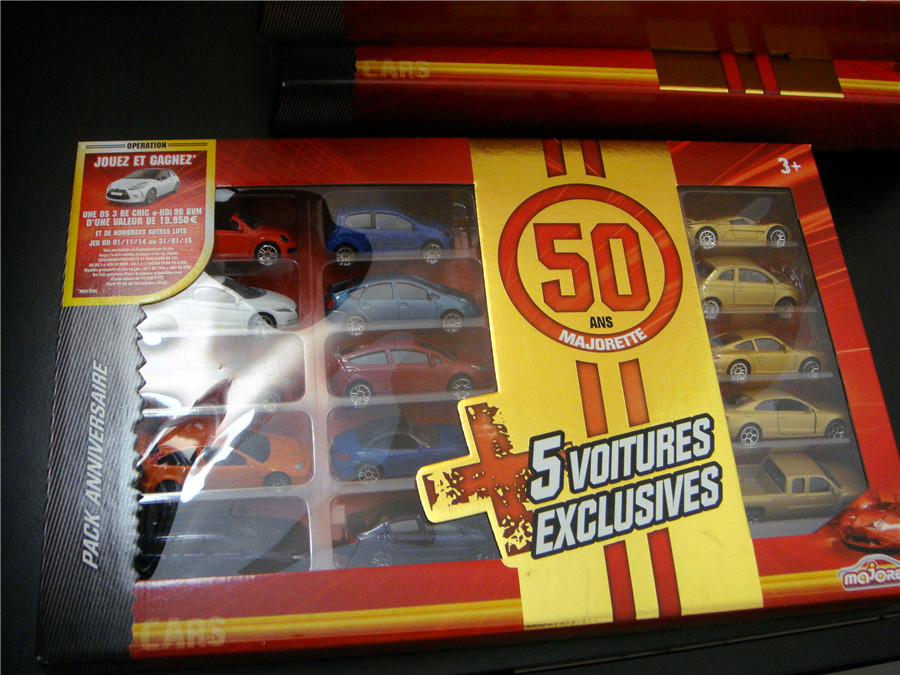 CARS
OPERATION
JOUEZ ET GAGNEZ*
UNE DS 3 BE CHIC e-HDi 90 BVM
D'UNE VALEUR DE 19.950€
ET DE NOMBREUX AUTRES LOTS
JEU DU 01/11/14 au 31/01/15
3+
50
ANS
MAJORETTE
+
5 VOITURES
EXCLUSIVES
PACK ANNIVERSAIRE
CARS
majore